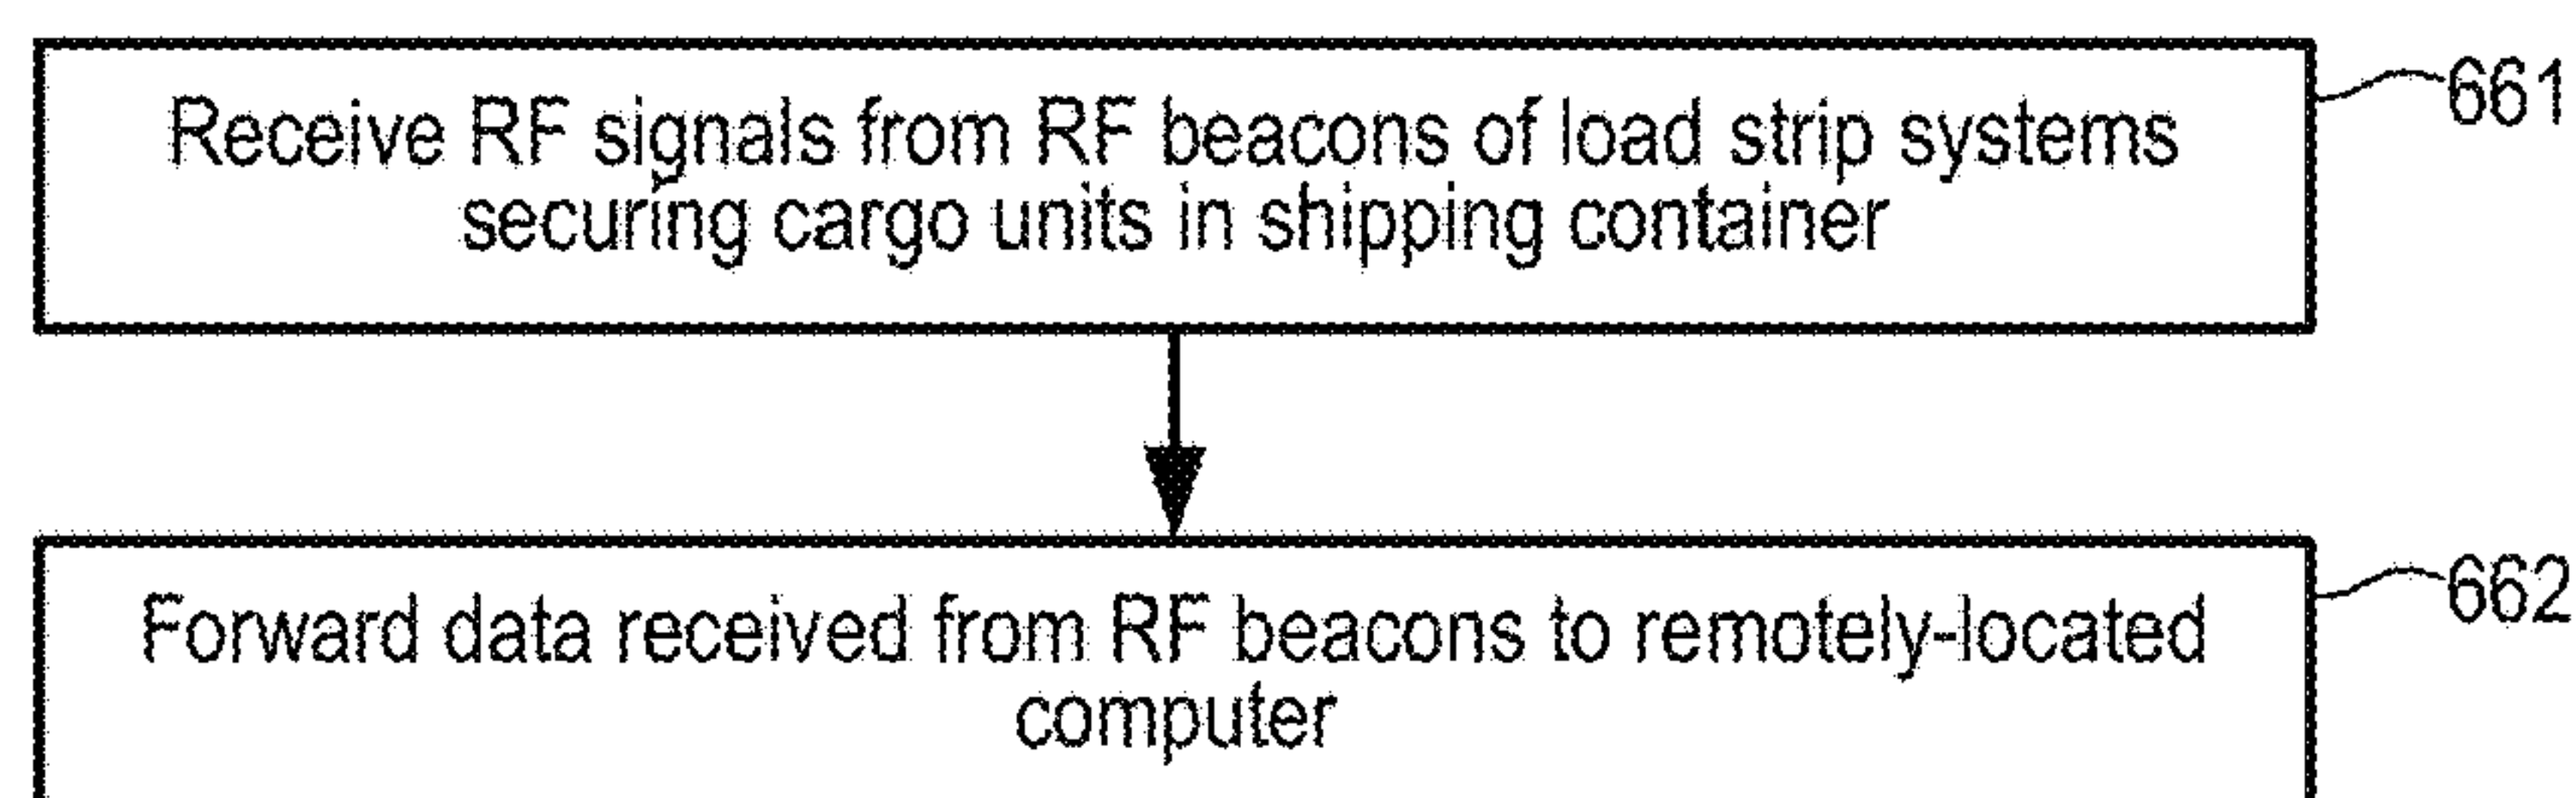 Receive RF signals from RF beacons of load strip systems
securing cargo units in shipping container
661
Forward data received from RF beacons to remotely-located
computer
662